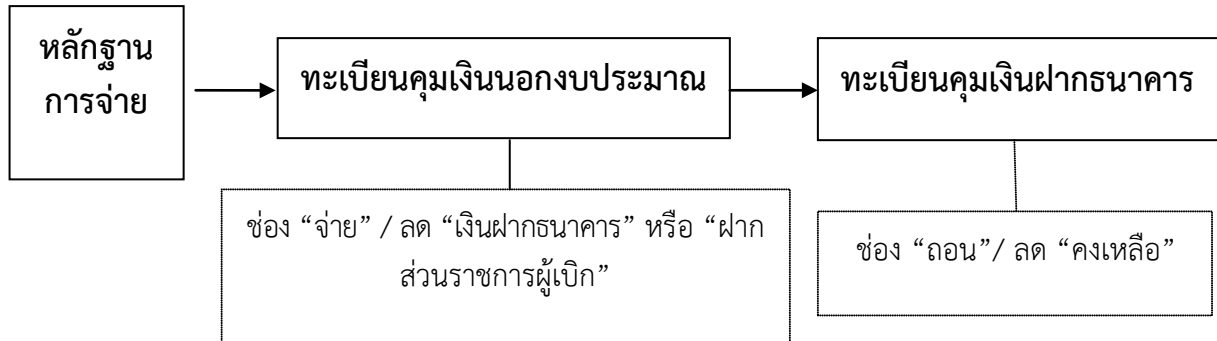 หลักฐาน
การจ่าย
ทะเบียนคุมเงินนอกงบประมาณ
ทะเบียนคุมเงินฝากธนาคาร
ช่อง “จ่าย” / ลด “เงินฝากธนาคาร” หรือ “ฝาก
ส่วนราชการผู้เบิก”
ช่อง “ถอน”/ ลด “คงเหลือ”